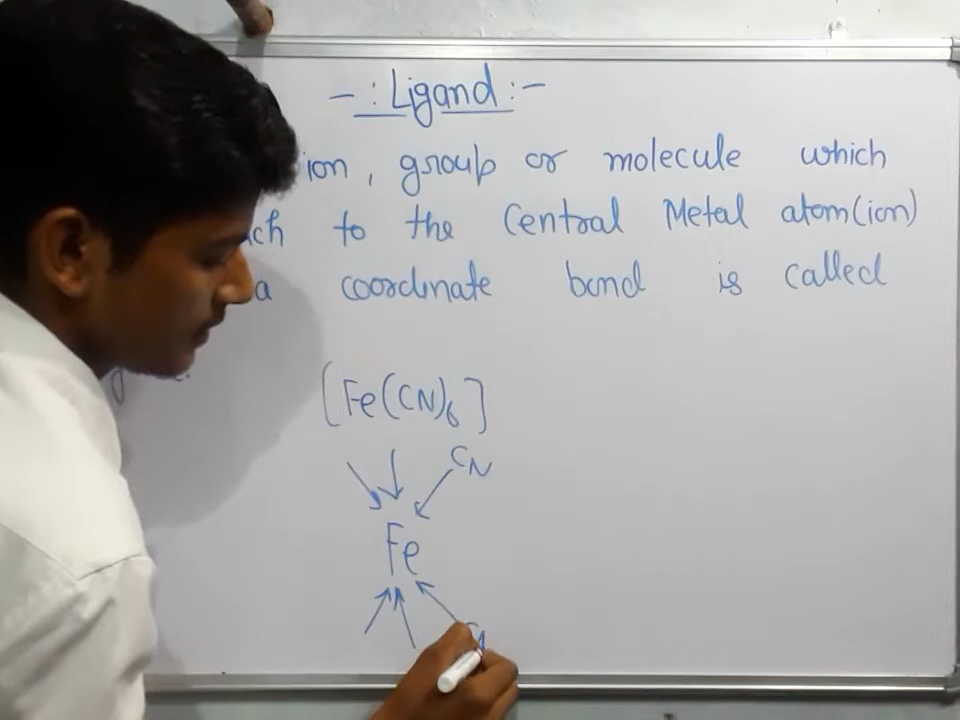 - : Ligand : -
ion, group or molecule which
to the Central Metal atom(ion)
a coordinate bond is called
[Fe(CN)6]
CN
Fe